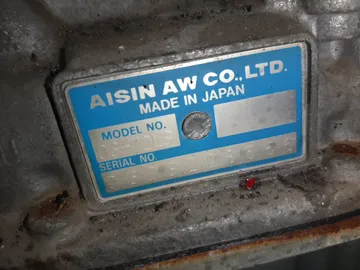 AISIN AW CO., LTD.
MADE IN JAPAN
MODEL NO.
SERIAL NO.